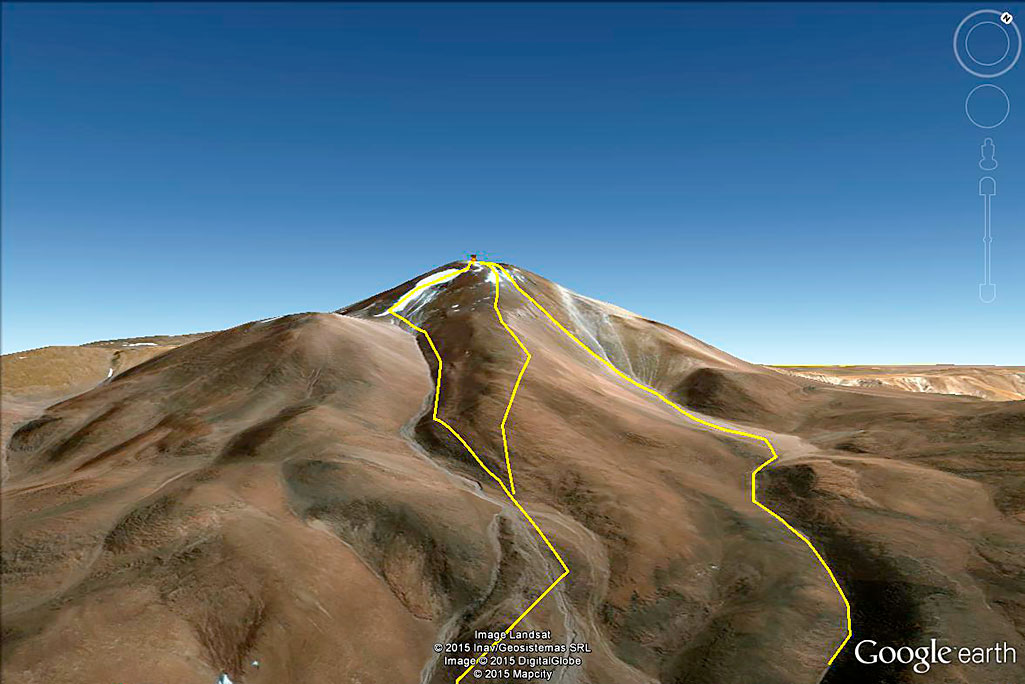 N
Image Landsat
© 2015 Inav/Geosistemas SRL
Image © 2015 DigitalGlobe
© 2015 Mapcity
Google earth